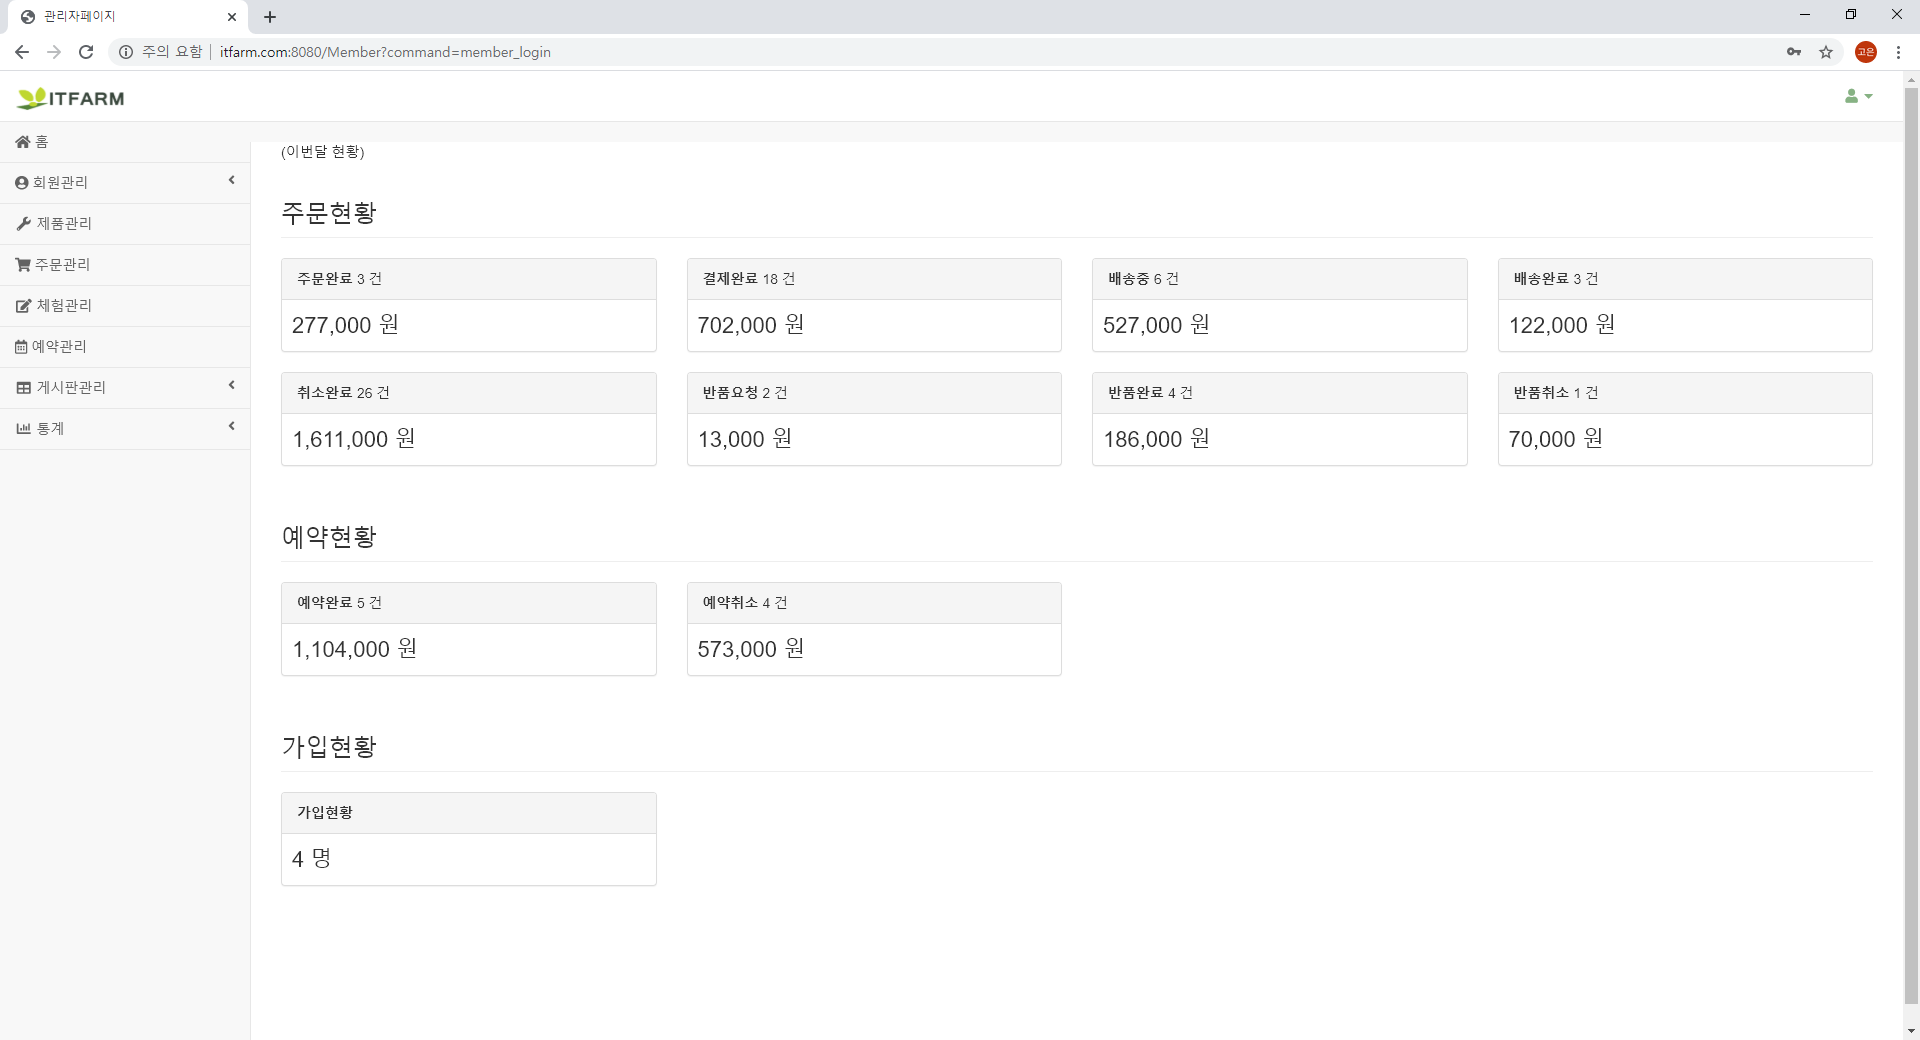 관리자페이지
주의 요함 itfarm.com:8080/Member?command=member_login
고은
ITFARM
홈
회원관리
제품관리
주문관리
체험관리
예약관리
게시판관리
통계
(이번달 현황)
주문현황
주문완료 3 건
277,000 원
결제완료 18 건
702,000 원
배송중 6 건
527,000 원
배송완료 3 건
122,000 원
취소완료 26 건
1,611,000 원
반품요청 2 건
13,000 원
반품완료 4 건
186,000 원
반품취소 1 건
70,000 원
예약현황
예약완료 5 건
1,104,000 원
예약취소 4 건
573,000 원
가입현황
가입현황
4 명